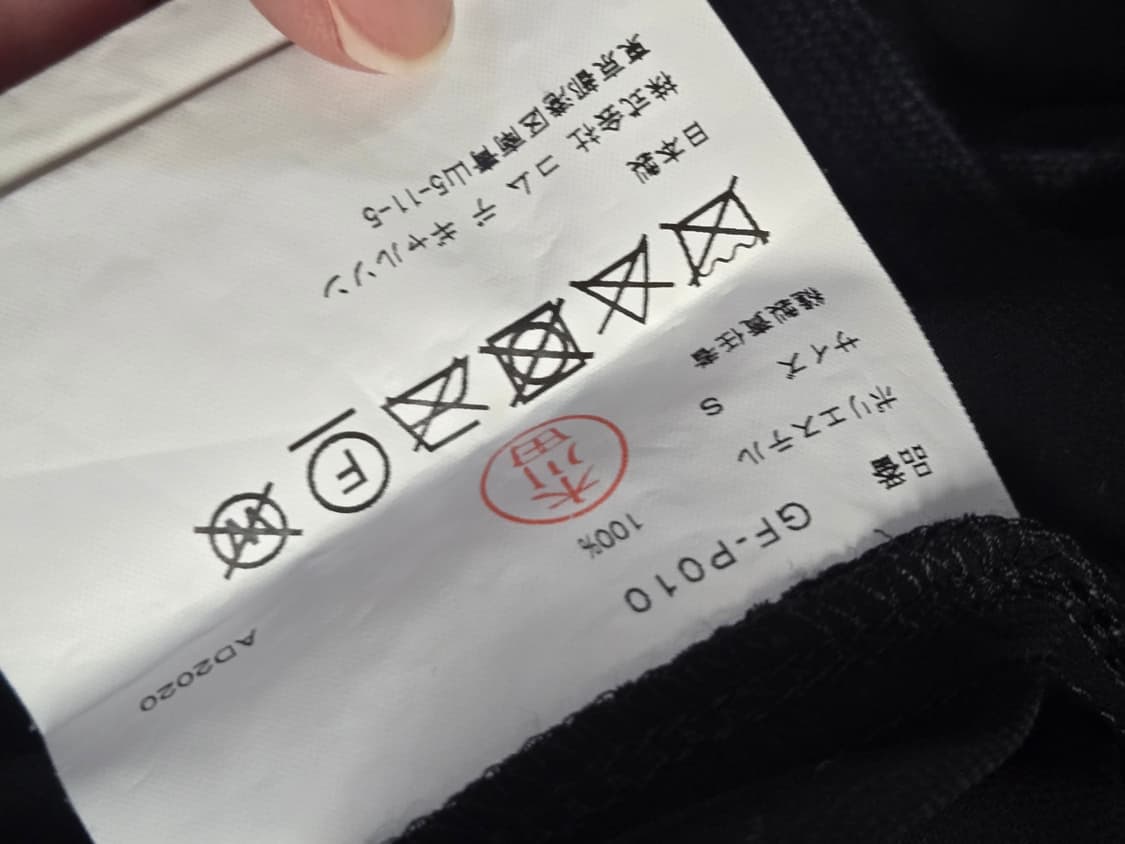 品番 GF-P010
ポリエステル 100%
サイズ S AD2020
縫製責任者
F
W
日本製
株式会社 コム デ ギャルソン
東京都港区南青山5-11-5